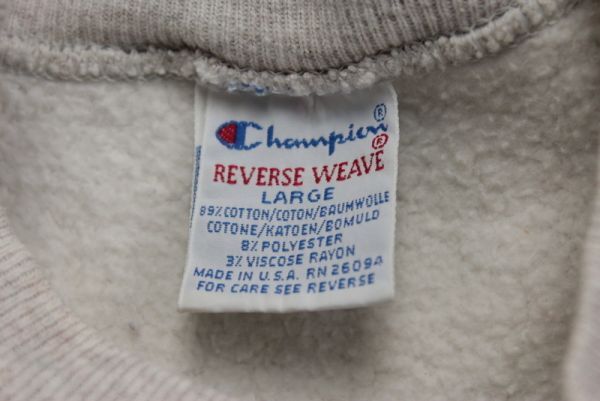 Champion®
REVERSE WEAVE®
LARGE
89% COTTON/COTON/BAUMWOLLE
COTONE/KATOEN/BOMULD
8% POLYESTER
3% VISCOSE RAYON
MADE IN U.S.A. RN 26094
FOR CARE SEE REVERSE